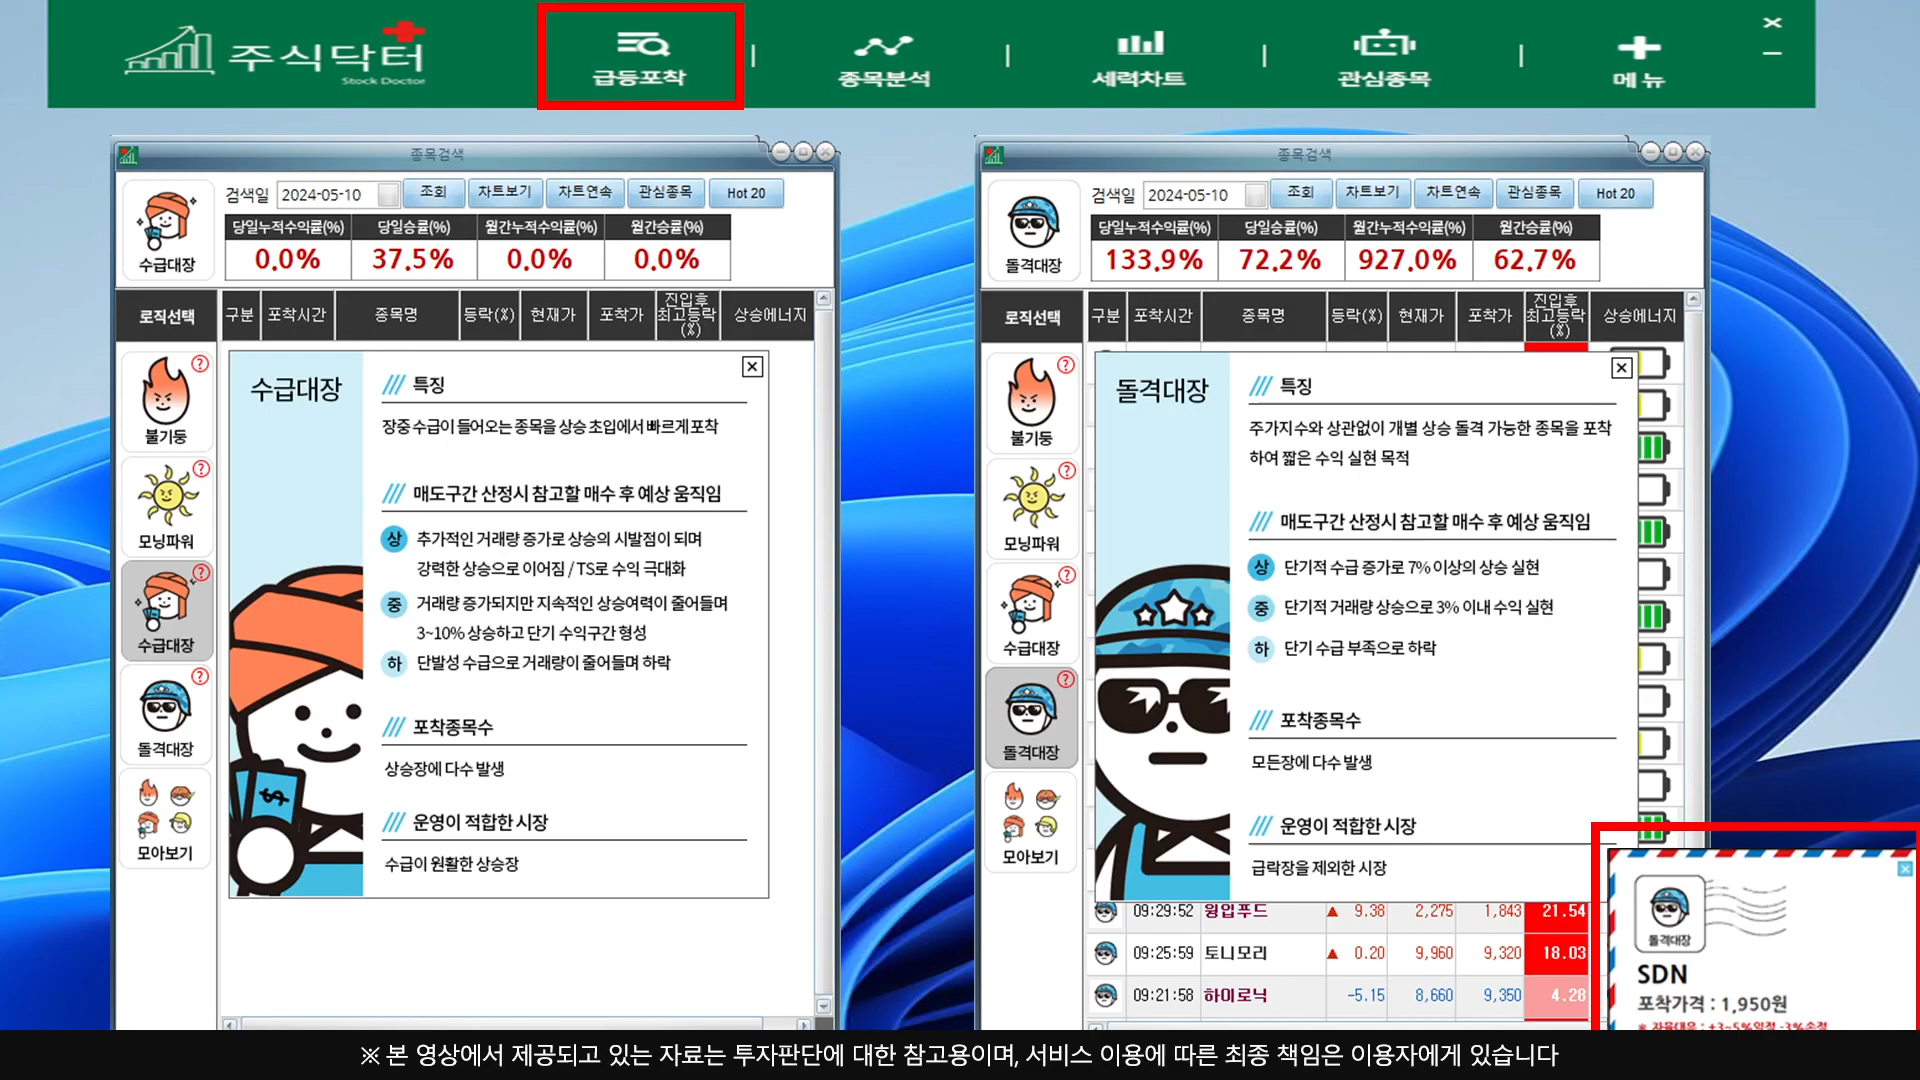 주식닥터
Stock Doctor
급등포착
종목분석
세력차트
관심종목
메뉴
종목검색
수급대장
검색일 2024-05-10 조회 차트보기 차트연속 관심종목 Hot 20
당일누적수익률(%) 당일승률(%) 월간누적수익률(%) 월간승률(%)
0.0% 37.5% 0.0% 0.0%
로직선택 구분 포착시간 종목명 등락(%) 현재가 포착가 진입후최고등락(%) 상승에너지
불기둥
모닝파워
수급대장
돌격대장
모아보기
수급대장
/// 특징
장중 수급이 들어오는 종목을 상승 초입에서 빠르게 포착
/// 매도구간 산정시 참고할 매수 후 예상 움직임
상 추가적인 거래량 증가로 상승의 시발점이 되며
강력한 상승으로 이어짐 / TS로 수익 극대화
중 거래량 증가되지만 지속적인 상승여력이 줄어들며
3~10% 상승하고 단기 수익구간 형성
하 단발성 수급으로 거래량이 줄어들며 하락
/// 포착종목수
상승장에 다수 발생
/// 운영이 적합한 시장
수급이 원활한 상승장
종목검색
돌격대장
검색일 2024-05-10 조회 차트보기 차트연속 관심종목 Hot 20
당일누적수익률(%) 당일승률(%) 월간누적수익률(%) 월간승률(%)
133.9% 72.2% 927.0% 62.7%
로직선택 구분 포착시간 종목명 등락(%) 현재가 포착가 진입후최고등락(%) 상승에너지
불기둥
모닝파워
수급대장
돌격대장
모아보기
돌격대장
/// 특징
주가지수와 상관없이 개별 상승 돌격 가능한 종목을 포착
하여 짧은 수익 실현 목적
/// 매도구간 산정시 참고할 매수 후 예상 움직임
상 단기적 수급 증가로 7% 이상의 상승 실현
중 단기적 거래량 상승으로 3% 이내 수익 실현
하 단기 수급 부족으로 하락
/// 포착종목수
모든장에 다수 발생
/// 운영이 적합한 시장
급락장을 제외한 시장
09:29:52 윙입푸드 ▲ 9.38 2,275 1,843 21.54
09:25:59 토니모리 ▲ 0.20 9,960 9,320 18.03
09:21:58 하이로닉 -5.15 8,660 9,350 4.28
돌격대장
SDN
포착가격 : 1,950원
※ 본 영상에서 제공되고 있는 자료는 투자판단에 대한 참고용이며, 서비스 이용에 따른 최종 책임은 이용자에게 있습니다